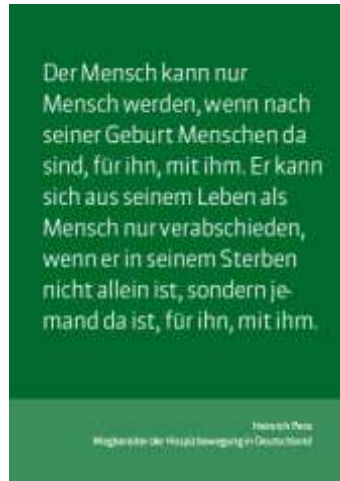 Der Mensch kann nur
Mensch werden, wenn nach
seiner Geburt Menschen da
sind, für ihn, mit ihm. Er kann
sich aus seinem Leben als
Mensch nur verabschieden,
wenn er in seinem Sterben
nicht allein ist, sondern je-
mand da ist, für ihn, mit ihm.
Heinrich Pera
Wegbereiter der Hospizbewegung in Deutschland